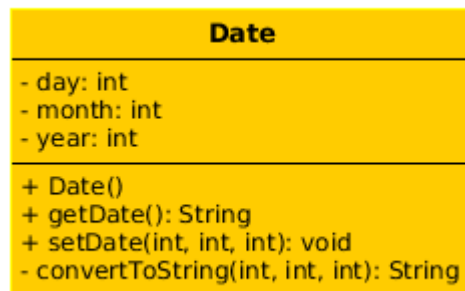 Date
- day: int
- month: int
- year: int
+ Date()
+ getDate(): String
+ setDate(int, int, int): void
- convertToString(int, int, int): String